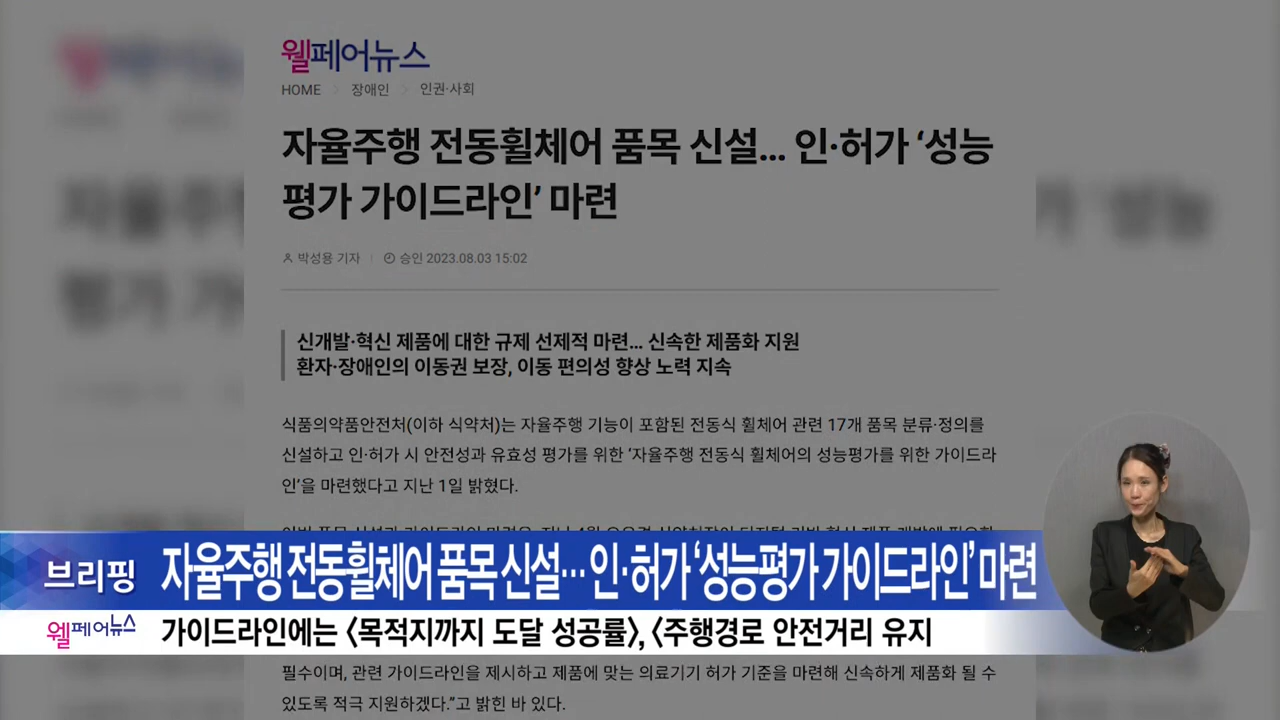 웰페어뉴스
HOME > 장애인 > 인권·사회
자율주행 전동휠체어 품목 신설... 인·허가 ‘성능
평가 가이드라인’ 마련
박성용 기자 | 승인 2023.08.03 15:02
신개발·혁신 제품에 대한 규제 선제적 마련... 신속한 제품화 지원
환자·장애인의 이동권 보장, 이동 편의성 향상 노력 지속
식품의약품안전처(이하 식약처)는 자율주행 기능이 포함된 전동식 휠체어 관련 17개 품목 분류·정의를
신설하고 인·허가 시 안전성과 유효성 평가를 위한 ‘자율주행 전동식 휠체어의 성능평가를 위한 가이드라
인’을 마련했다고 지난 1일 밝혔다.
브리핑 자율주행 전동휠체어 품목 신설… 인·허가 ‘성능평가 가이드라인’ 마련
웰페어뉴스 가이드라인에는 <목적지까지 도달 성공률>, <주행경로 안전거리 유지
필수이며, 관련 가이드라인을 제시하고 제품에 맞는 의료기기 허가 기준을 마련해 신속하게 제품화 될 수
있도록 적극 지원하겠다.”고 밝힌 바 있다.